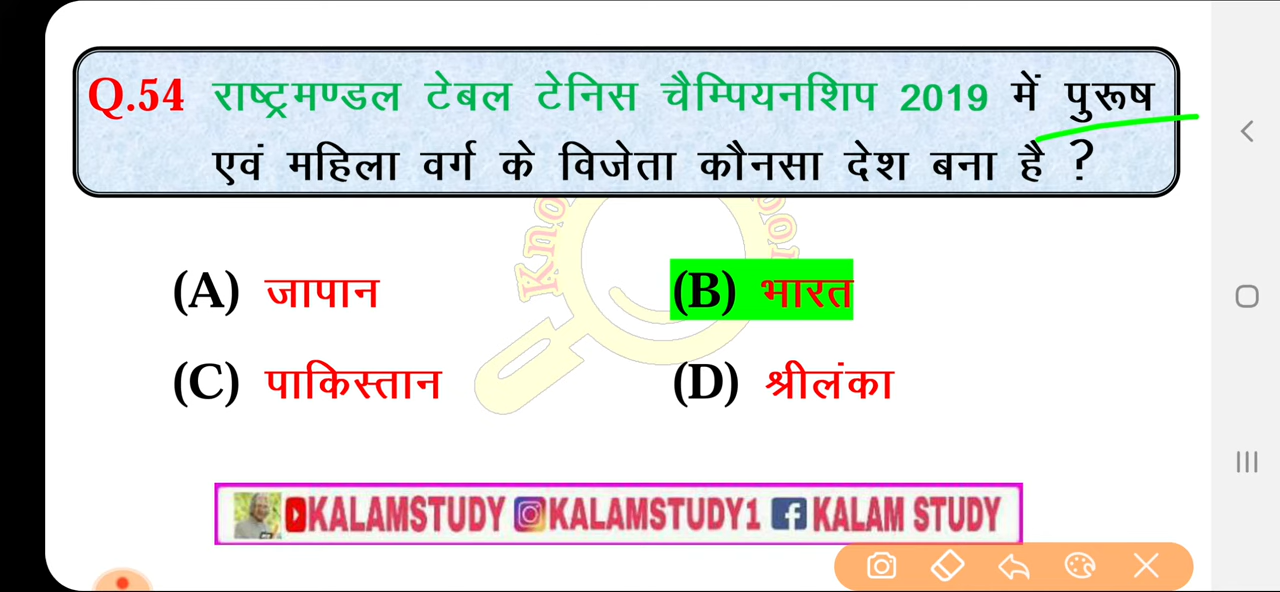 Q.54 राष्ट्रमण्डल टेबल टेनिस चैम्पियनशिप 2019 में पुरूष
एवं महिला वर्ग के विजेता कौनसा देश बना है ?
(A) जापान (B) भारत
(C) पाकिस्तान (D) श्रीलंका
KALAMSTUDY KALAMSTUDY1 KALAM STUDY